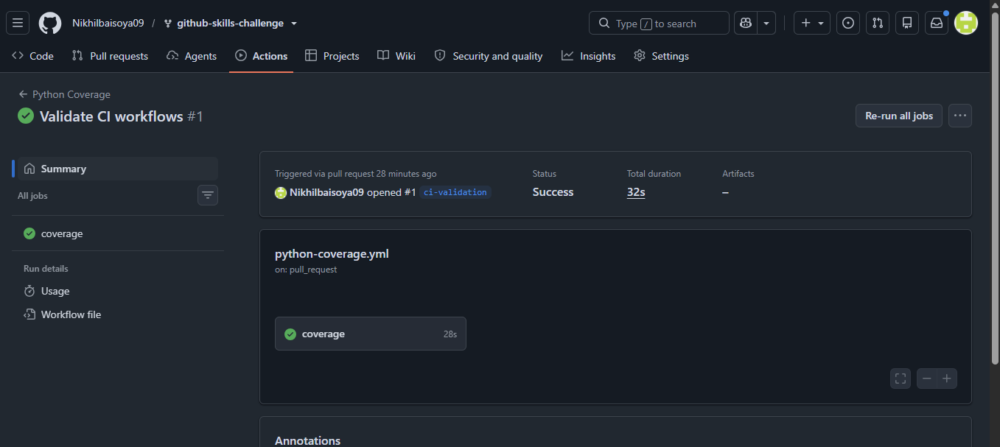 Nikhilbaisoya09 / github-skills-challenge
Type / to search
Code Pull requests Agents Actions Projects Wiki Security and quality Insights Settings
Python Coverage
Validate CI workflows #1
Re-run all jobs
Summary
All jobs
coverage
Run details
Usage
Workflow file
Triggered via pull request 28 minutes ago
Nikhilbaisoya09 opened #1 ci-validation
Status
Success
Total duration
32s
Artifacts
–
python-coverage.yml
on: pull_request
coverage 28s
Annotations